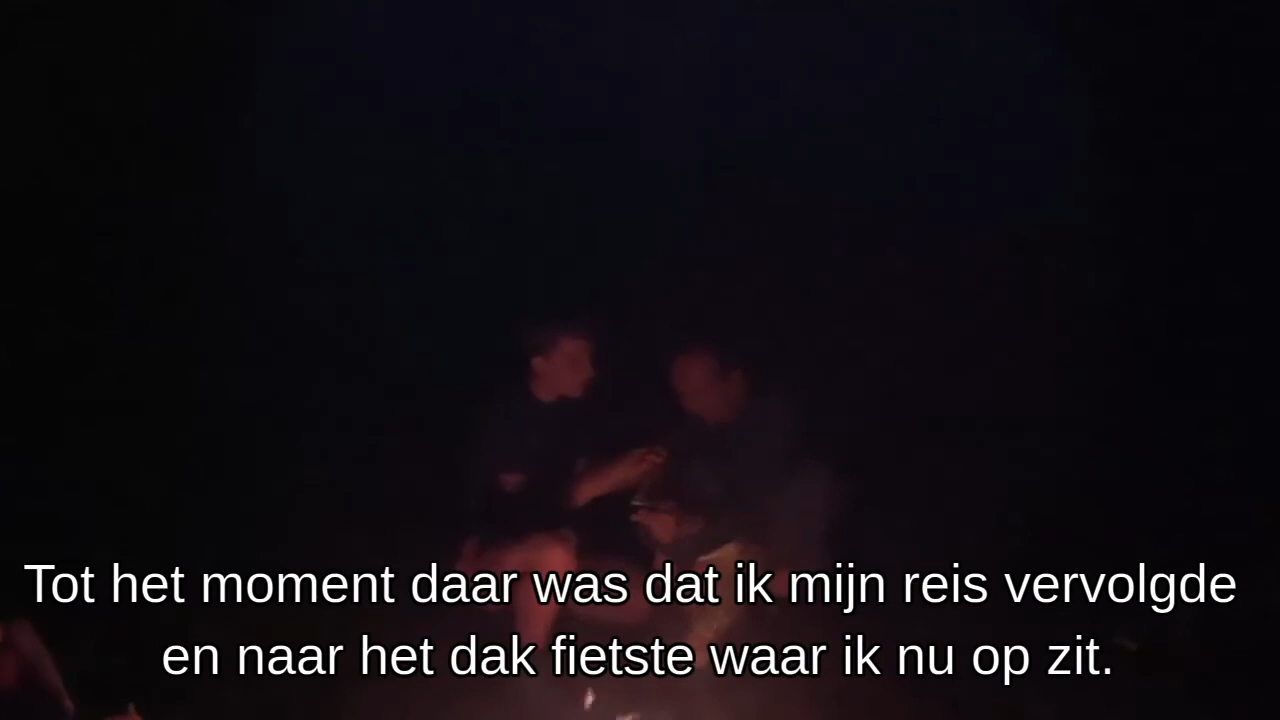 Tot het moment daar was dat ik mijn reis vervolgde
en naar het dak fietste waar ik nu op zit.